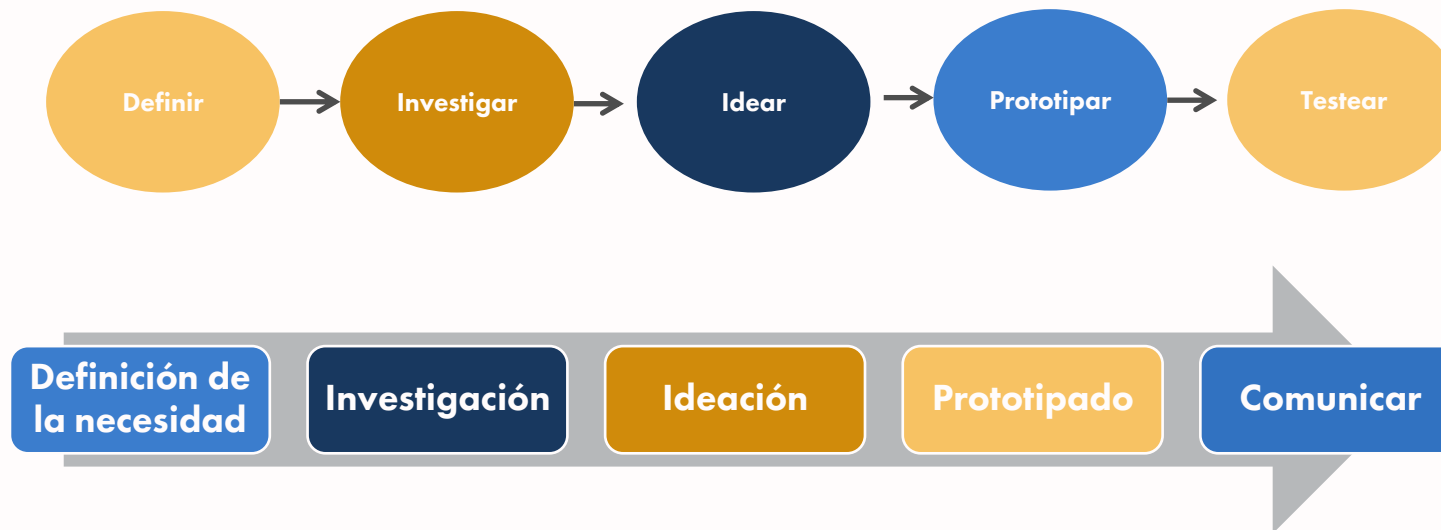 Definir
Investigar
Idear
Prototipar
Testear
Definición de
la necesidad
Investigación
Ideación
Prototipado
Comunicar